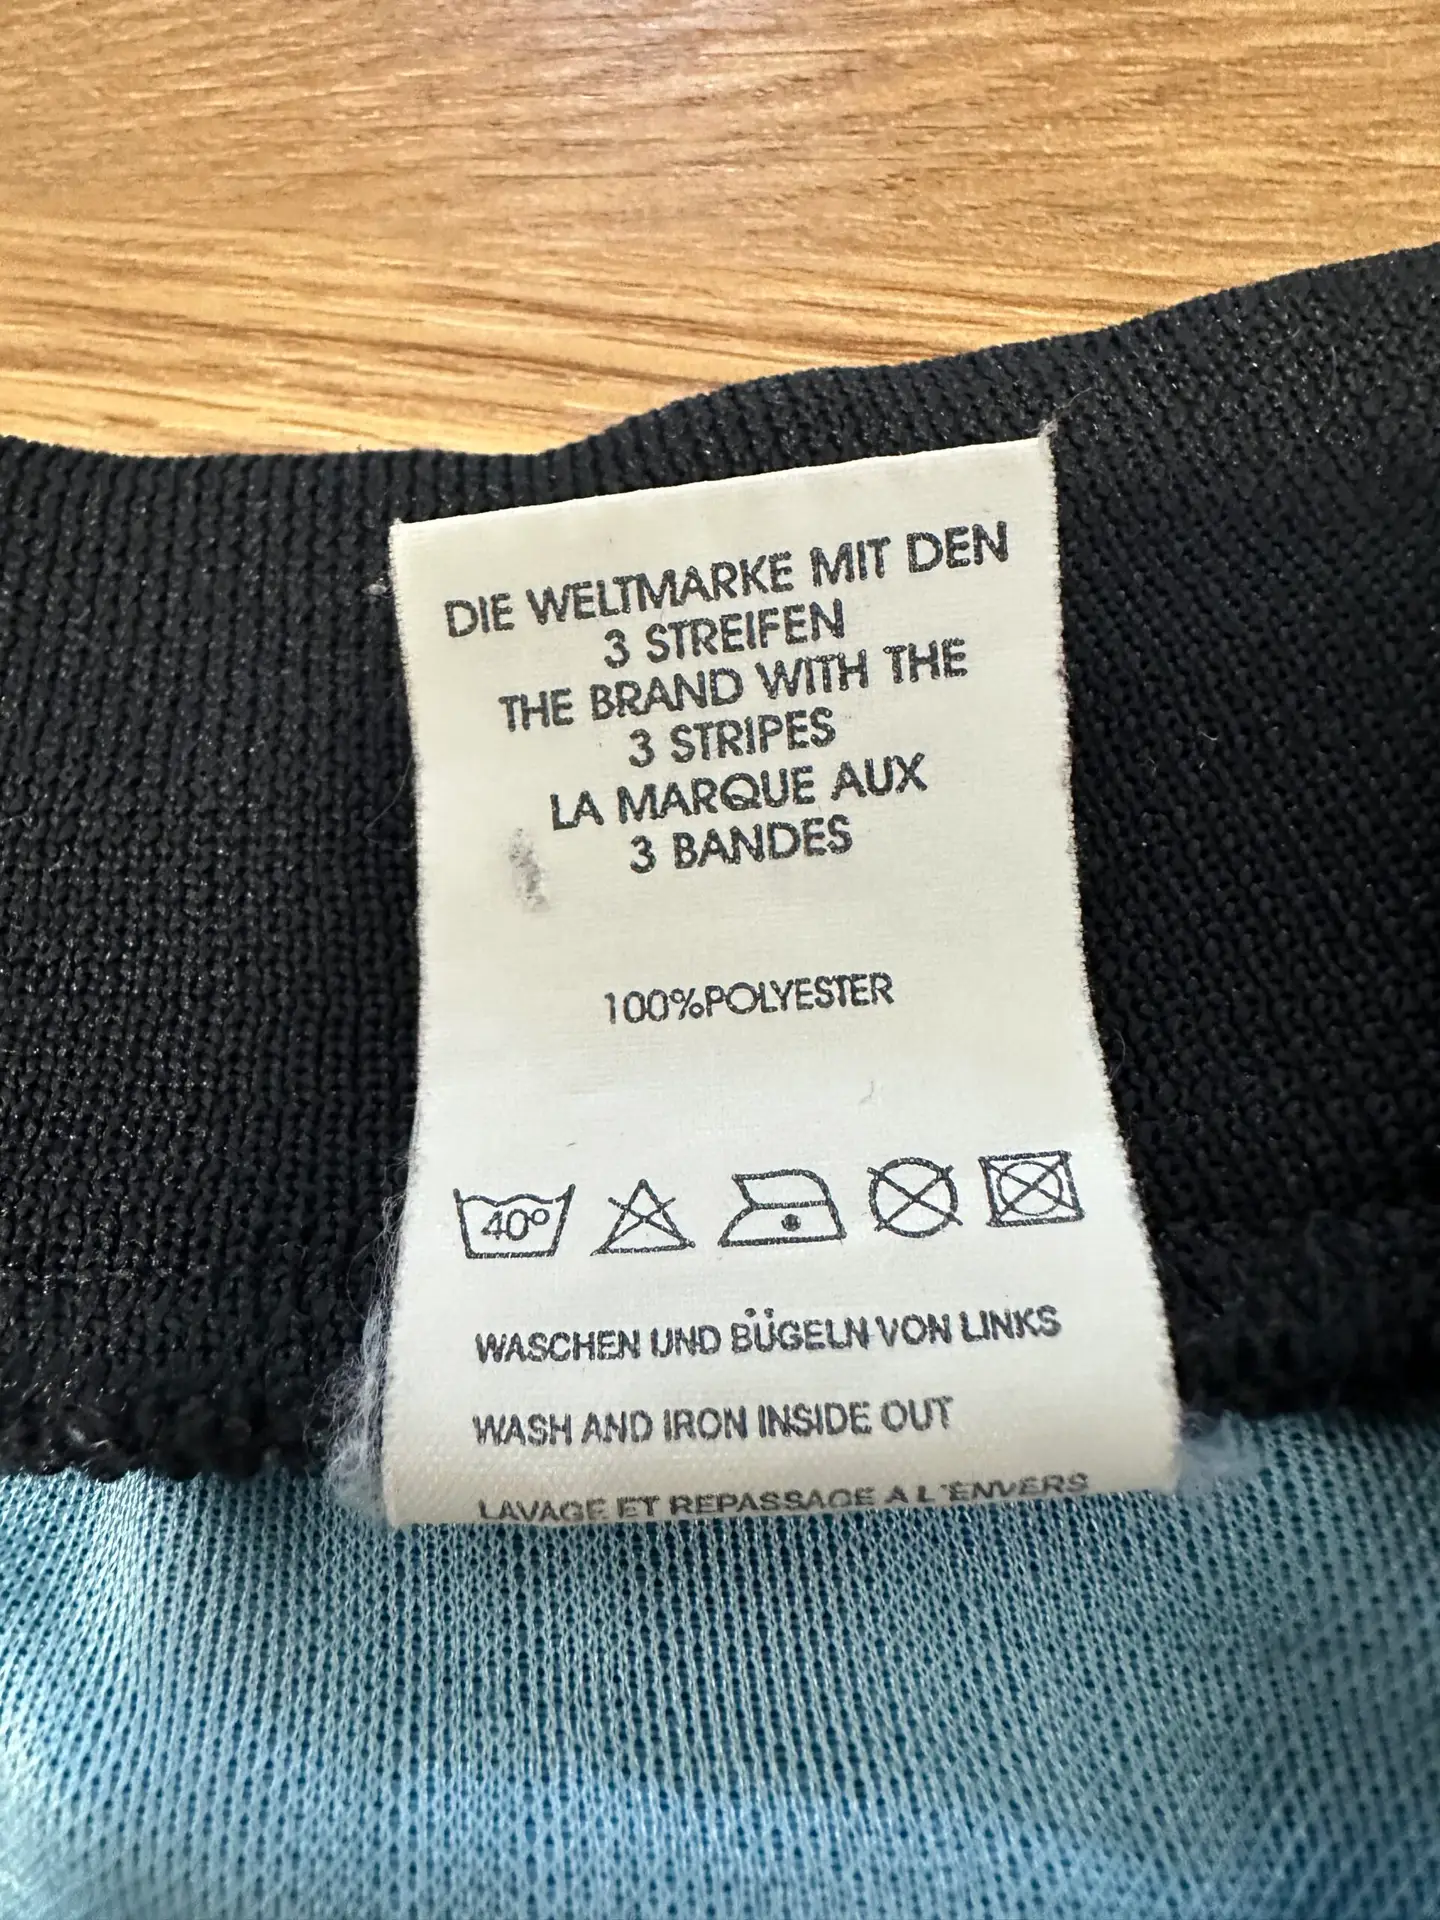 DIE WELTMARKE MIT DEN
3 STREIFEN
THE BRAND WITH THE
3 STRIPES
LA MARQUE AUX
3 BANDES
100%POLYESTER
40°
WASCHEN UND BÜGELN VON LINKS
WASH AND IRON INSIDE OUT
LAVAGE ET REPASSAGE A L'ENVERS